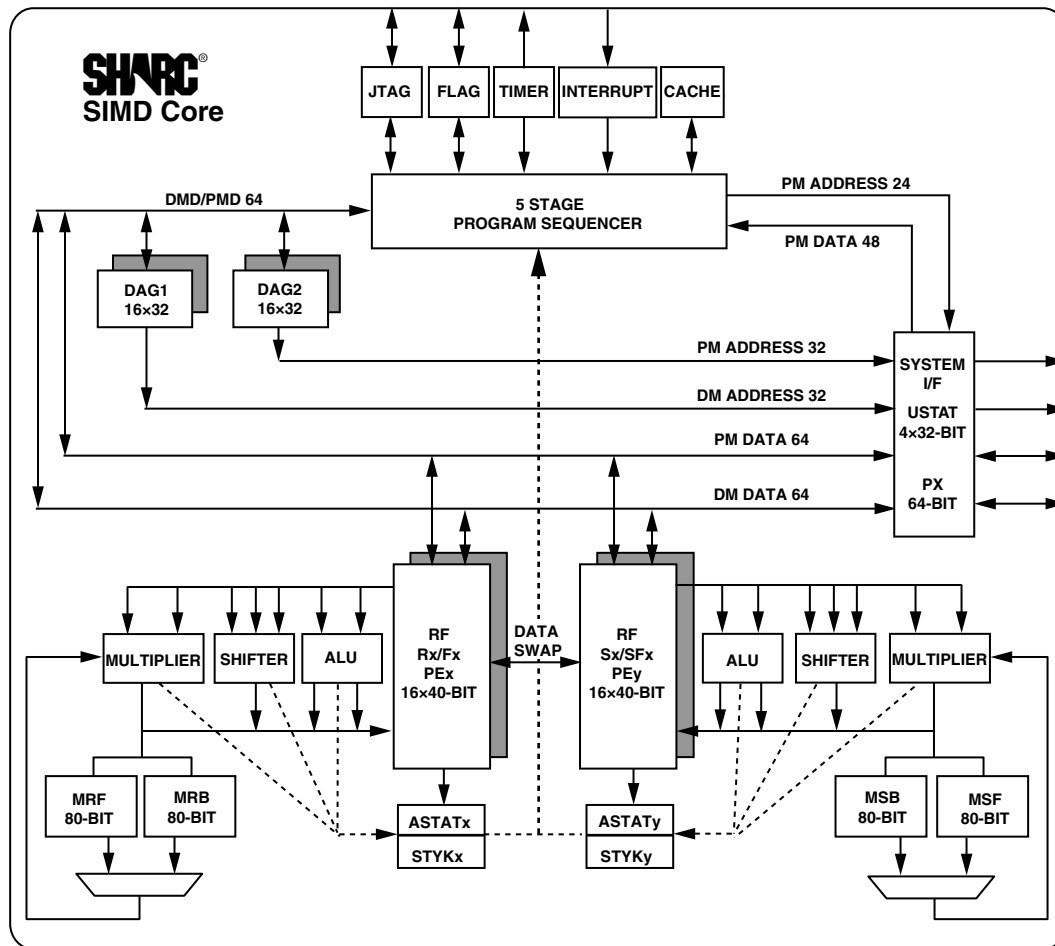 SHARC®
SIMD Core
JTAG
FLAG
TIMER
INTERRUPT
CACHE
5 STAGE
PROGRAM SEQUENCER
PM ADDRESS 24
PM DATA 48
DMD/PMD 64
DAG1
16×32
DAG2
16×32
PM ADDRESS 32
DM ADDRESS 32
PM DATA 64
DM DATA 64
SYSTEM
I/F
USTAT
4×32-BIT
PX
64-BIT
MULTIPLIER
SHIFTER
ALU
RF
Rx/Fx
PEx
16×40-BIT
DATA
SWAP
RF
Sx/SFx
PEy
16×40-BIT
ALU
SHIFTER
MULTIPLIER
MRF
80-BIT
MRB
80-BIT
ASTATx
STYKx
ASTATy
STYKy
MSB
80-BIT
MSF
80-BIT